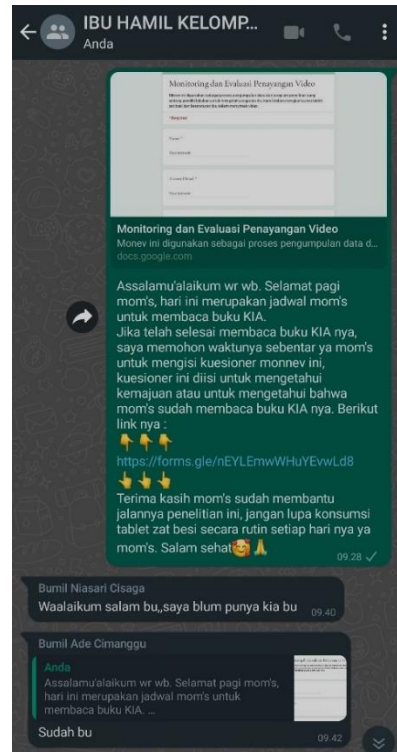 IBU HAMIL KELOMP...
Anda
Monitoring dan Evaluasi Penayangan Video
Monitoring dan Evaluasi Penayangan Video
Monev ini digunakan sebagai proses pengumpulan data d...
docs.google.com
Assalamu'alaikum wr wb. Selamat pagi
mom's, hari ini merupakan jadwal mom's
untuk membaca buku KIA.
Jika telah selesai membaca buku KIA nya,
saya memohon waktunya sebentar ya mom's
untuk mengisi kuesioner monnev ini,
kuesioner ini diisi untuk mengetahui
kemajuan atau untuk mengetahui bahwa
mom's sudah membaca buku KIA nya. Berikut
link nya :
https://forms.gle/nEYLEmwWHuYEvwLd8
Terima kasih mom's sudah membantu
jalannya penelitian ini, jangan lupa konsumsi
tablet zat besi secara rutin setiap hari nya ya
mom's. Salam sehat
09.28
Bumil Niasari Cisaga
Waalaikum salam bu,,saya blum punya kia bu 09.40
Bumil Ade Cimanggu
Anda
Assalamu'alaikum wr wb. Selamat pagi mom's,
hari ini merupakan jadwal mom's untuk
membaca buku KIA. ...
Sudah bu 09.42